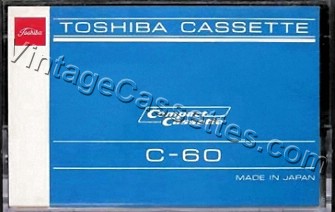 Toshiba
TOSHIBA CASSETTE
VintageCassettes.com
Compact
Cassette
C-60
MADE IN JAPAN